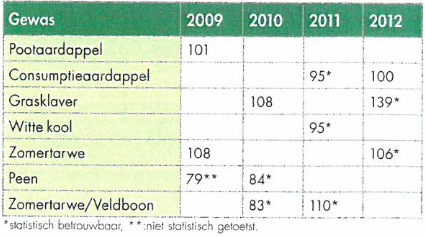 Gewas 2009 2010 2011 2012
Pootaardappel 101
Consumptieaardappel 95* 100
Grasklaver 108 139*
Witte kool 95*
Zomertarwe 108 106*
Peen 79** 84*
Zomertarwe/Veldboon 83* 110*
*statistisch betrouwbaar, **:niet statistisch getoetst.